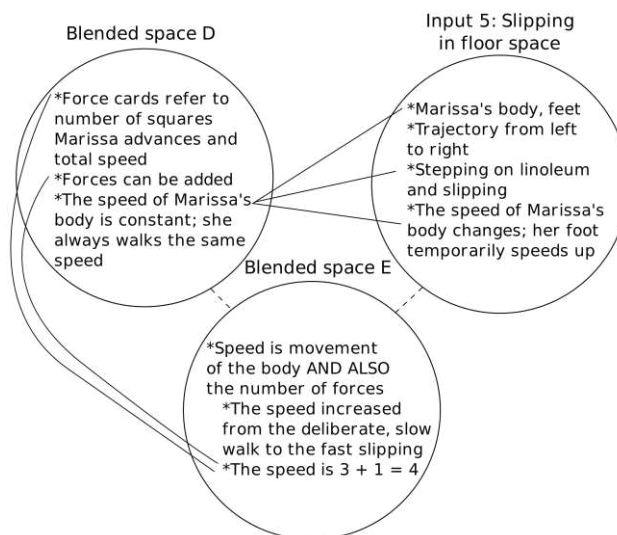 Blended space D
Input 5: Slipping
in floor space
*Force cards refer to
number of squares
Marissa advances and
total speed
*Forces can be added
*The speed of Marissa's
body is constant; she
always walks the same
speed
*Marissa's body, feet
*Trajectory from left
to right
*Stepping on linoleum
and slipping
*The speed of Marissa's
body changes; her foot
temporarily speeds up
Blended space E
*Speed is movement
of the body AND ALSO
the number of forces
*The speed increased
from the deliberate, slow
walk to the fast slipping
*The speed is 3 + 1 = 4